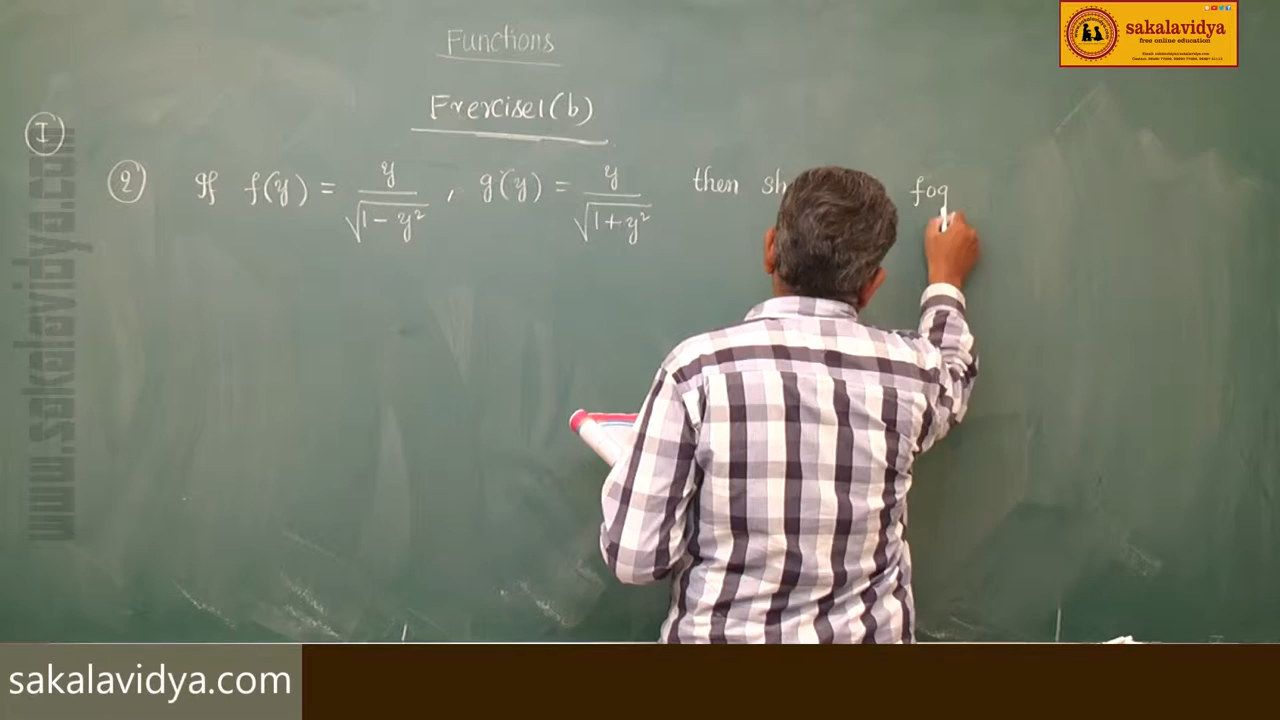 sakalavidya
free online education
Functions
Exercise1(b)
I
2 If f(y) = y/√1 - y² , g(y) = y/√1 + y² then sh fog
www.sakalavidya.com
sakalavidya.com